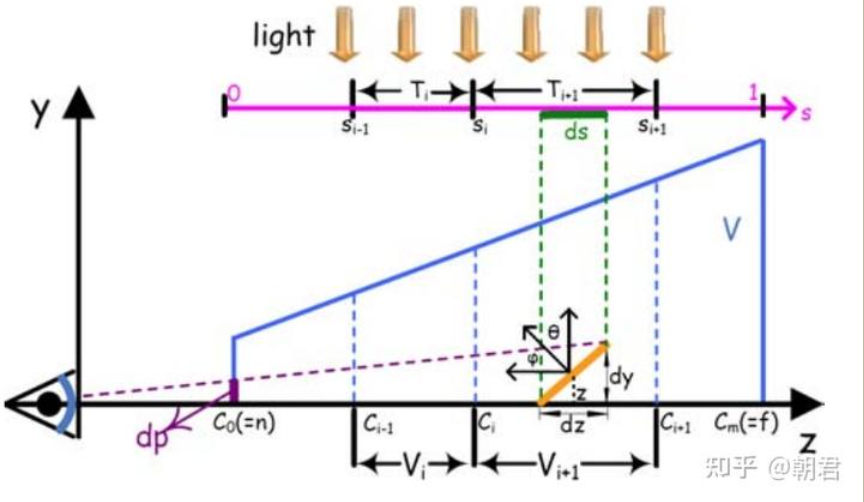 light
y
0
T_i
T_{i+1}
1
s
s_{i-1}
s_i
ds
s_{i+1}
V
θ
φ
z
dy
dp
C_0(=n)
C_{i-1}
C_i
dz
C_{i+1}
C_m(=f)
z
V_i
V_{i+1}
知乎 @朝君